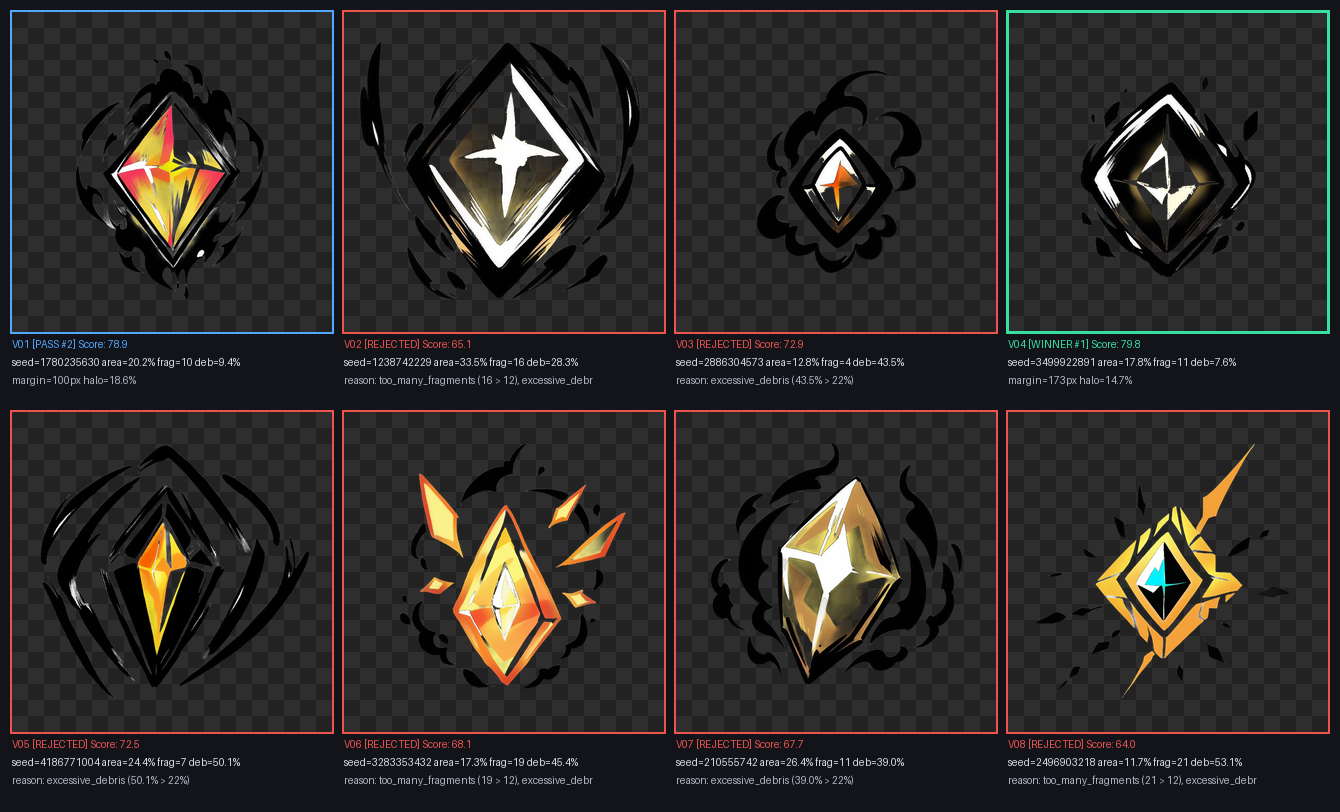 V01 [PASS #2] Score: 78.9
seed=1780235630 area=20.2% frag=10 deb=9.4%
margin=100px halo=18.6%
V02 [REJECTED] Score: 65.1
seed=1238742229 area=33.5% frag=16 deb=28.3%
reason: too_many_fragments (16 > 12), excessive_debr
V03 [REJECTED] Score: 72.9
seed=2886304573 area=12.8% frag=4 deb=43.5%
reason: excessive_debris (43.5% > 22%)
V04 [WINNER #1] Score: 79.8
seed=3499922891 area=17.8% frag=11 deb=7.6%
margin=173px halo=14.7%
V05 [REJECTED] Score: 72.5
seed=4186771004 area=24.4% frag=7 deb=50.1%
reason: excessive_debris (50.1% > 22%)
V06 [REJECTED] Score: 68.1
seed=3283353432 area=17.3% frag=19 deb=45.4%
reason: too_many_fragments (19 > 12), excessive_debr
V07 [REJECTED] Score: 67.7
seed=2105555742 area=26.4% frag=11 deb=39.0%
reason: excessive_debris (39.0% > 22%)
V08 [REJECTED] Score: 64.0
seed=2496903218 area=11.7% frag=21 deb=53.1%
reason: too_many_fragments (21 > 12), excessive_debr